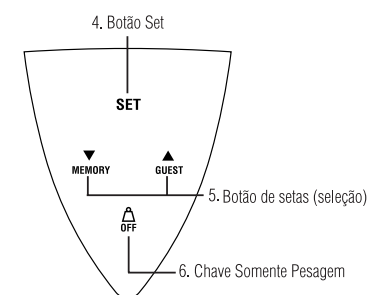 4. Botão Set
SET
▼ ▲
MEMORY GUEST
5. Botão de setas (seleção)
OFF
6. Chave Somente Pesagem